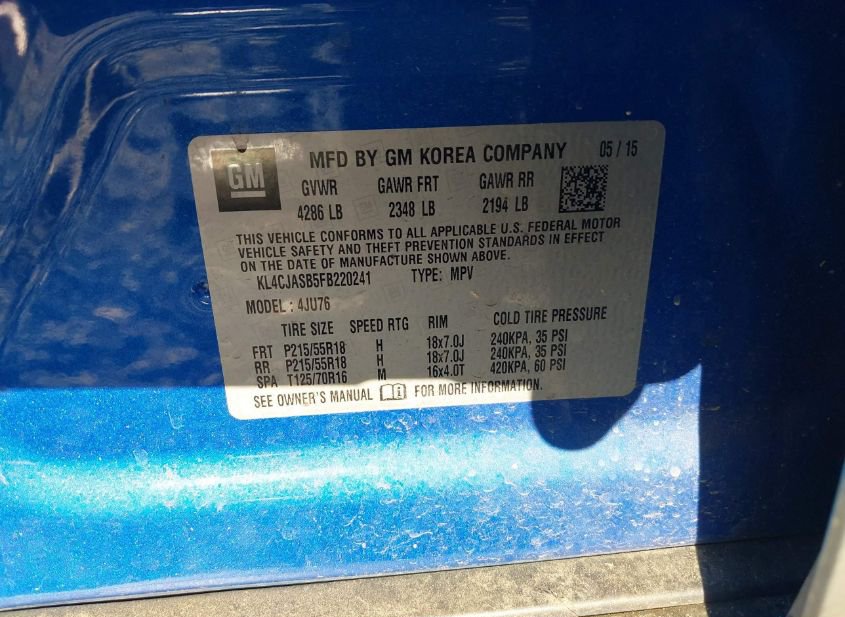 GM
MFD BY GM KOREA COMPANY 05 / 15
GVWR GAWR FRT GAWR RR
4286 LB 2348 LB 2194 LB
THIS VEHICLE CONFORMS TO ALL APPLICABLE U.S. FEDERAL MOTOR
VEHICLE SAFETY AND THEFT PREVENTION STANDARDS IN EFFECT
ON THE DATE OF MANUFACTURE SHOWN ABOVE.
KL4CJASB5FB220241 TYPE: MPV
MODEL : 4JU76
TIRE SIZE SPEED RTG RIM COLD TIRE PRESSURE
FRT P215/55R18 H 18x7.0J 240KPA, 35 PSI
RR P215/55R18 H 18x7.0J 240KPA, 35 PSI
SPA T125/70R16 M 16x4.0T 420KPA, 60 PSI
SEE OWNER'S MANUAL FOR MORE INFORMATION.